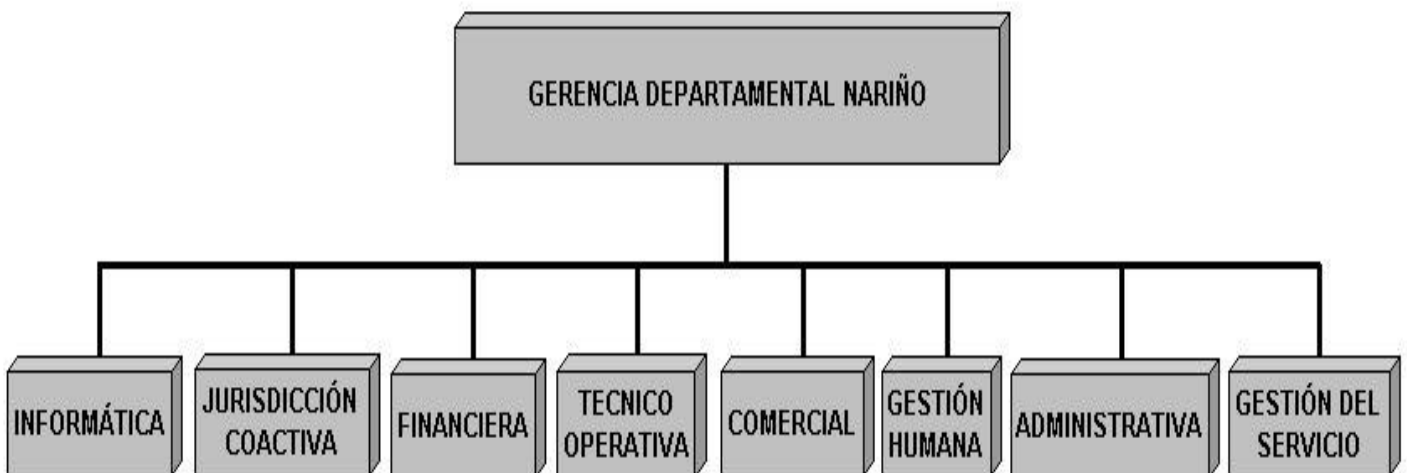 GERENCIA DEPARTAMENTAL NARIÑO
INFORMÁTICA
JURISDICCIÓN
COACTIVA
FINANCIERA
TECNICO
OPERATIVA
COMERCIAL
GESTIÓN
HUMANA
ADMINISTRATIVA
GESTIÓN DEL
SERVICIO